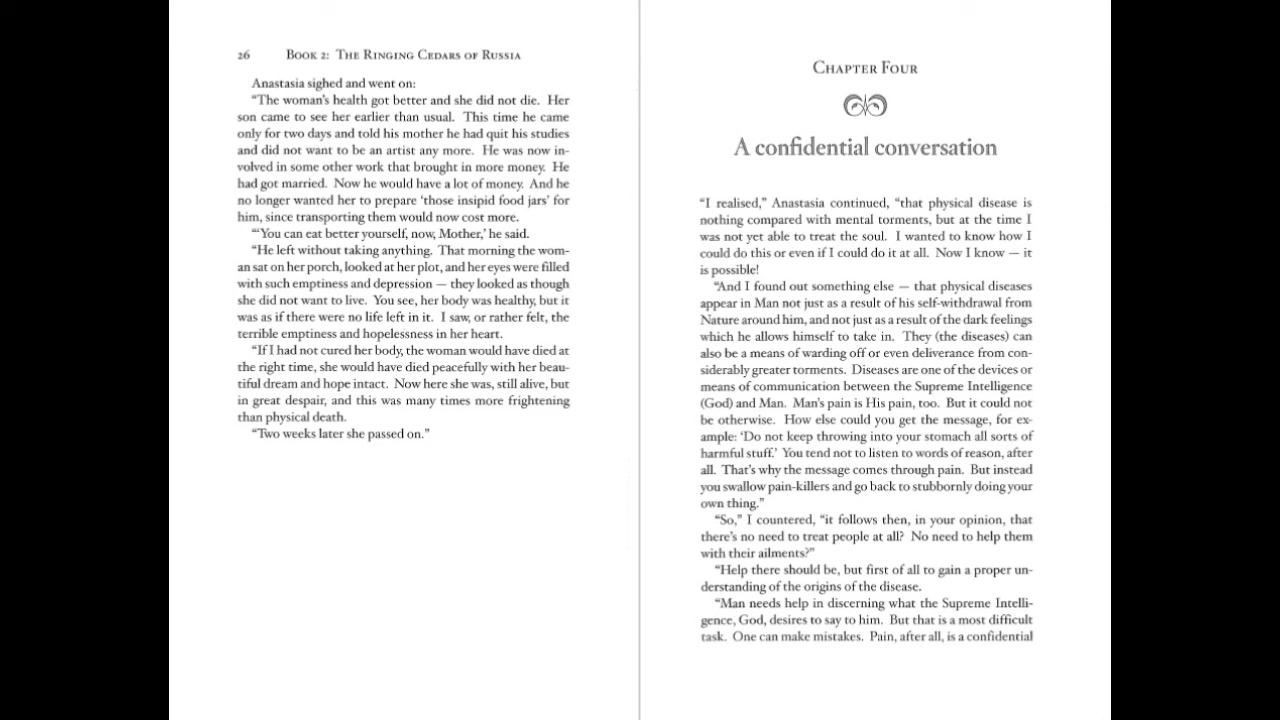 26 Book 2: The Ringing Cedars of Russia
Anastasia sighed and went on:
“The woman’s health got better and she did not die. Her
son came to see her earlier than usual. This time he came
only for two days and told his mother he had quit his studies
and did not want to be an artist any more. He was now in-
volved in some other work that brought in more money. He
had got married. Now he would have a lot of money. And he
no longer wanted her to prepare ‘those insipid food jars’ for
him, since transporting them would now cost more.
“‘You can eat better yourself, now, Mother,’ he said.
“He left without taking anything. That morning the wom-
an sat on her porch, looked at her plot, and her eyes were filled
with such emptiness and depression — they looked as though
she did not want to live. You see, her body was healthy, but it
was as if there were no life left in it. I saw, or rather felt, the
terrible emptiness and hopelessness in her heart.
“If I had not cured her body, the woman would have died at
the right time, she would have died peacefully with her beau-
tiful dream and hope intact. Now here she was, still alive, but
in great despair, and this was many times more frightening
than physical death.
“Two weeks later she passed on.”
Chapter Four
A confidential conversation
“I realised,” Anastasia continued, “that physical disease is
nothing compared with mental torments, but at the time I
was not yet able to treat the soul. I wanted to know how I
could do this or even if I could do it at all. Now I know — it
is possible!
“And I found out something else — that physical diseases
appear in Man not just as a result of his self-withdrawal from
Nature around him, and not just as a result of the dark feelings
which he allows himself to take in. They (the diseases) can
also be a means of warding off or even deliverance from con-
siderably greater torments. Diseases are one of the devices or
means of communication between the Supreme Intelligence
(God) and Man. Man’s pain is His pain, too. But it could not
be otherwise. How else could you get the message, for ex-
ample: ‘Do not keep throwing into your stomach all sorts of
harmful stuff.’ You tend not to listen to words of reason, after
all. That’s why the message comes through pain. But instead
you swallow pain-killers and go back to stubbornly doing your
own thing.”
“So,” I countered, “it follows then, in your opinion, that
there’s no need to treat people at all? No need to help them
with their ailments?”
“Help there should be, but first of all to gain a proper un-
derstanding of the origins of the disease.
“Man needs help in discerning what the Supreme Intelli-
gence, God, desires to say to him. But that is a most difficult
task. One can make mistakes. Pain, after all, is a confidential